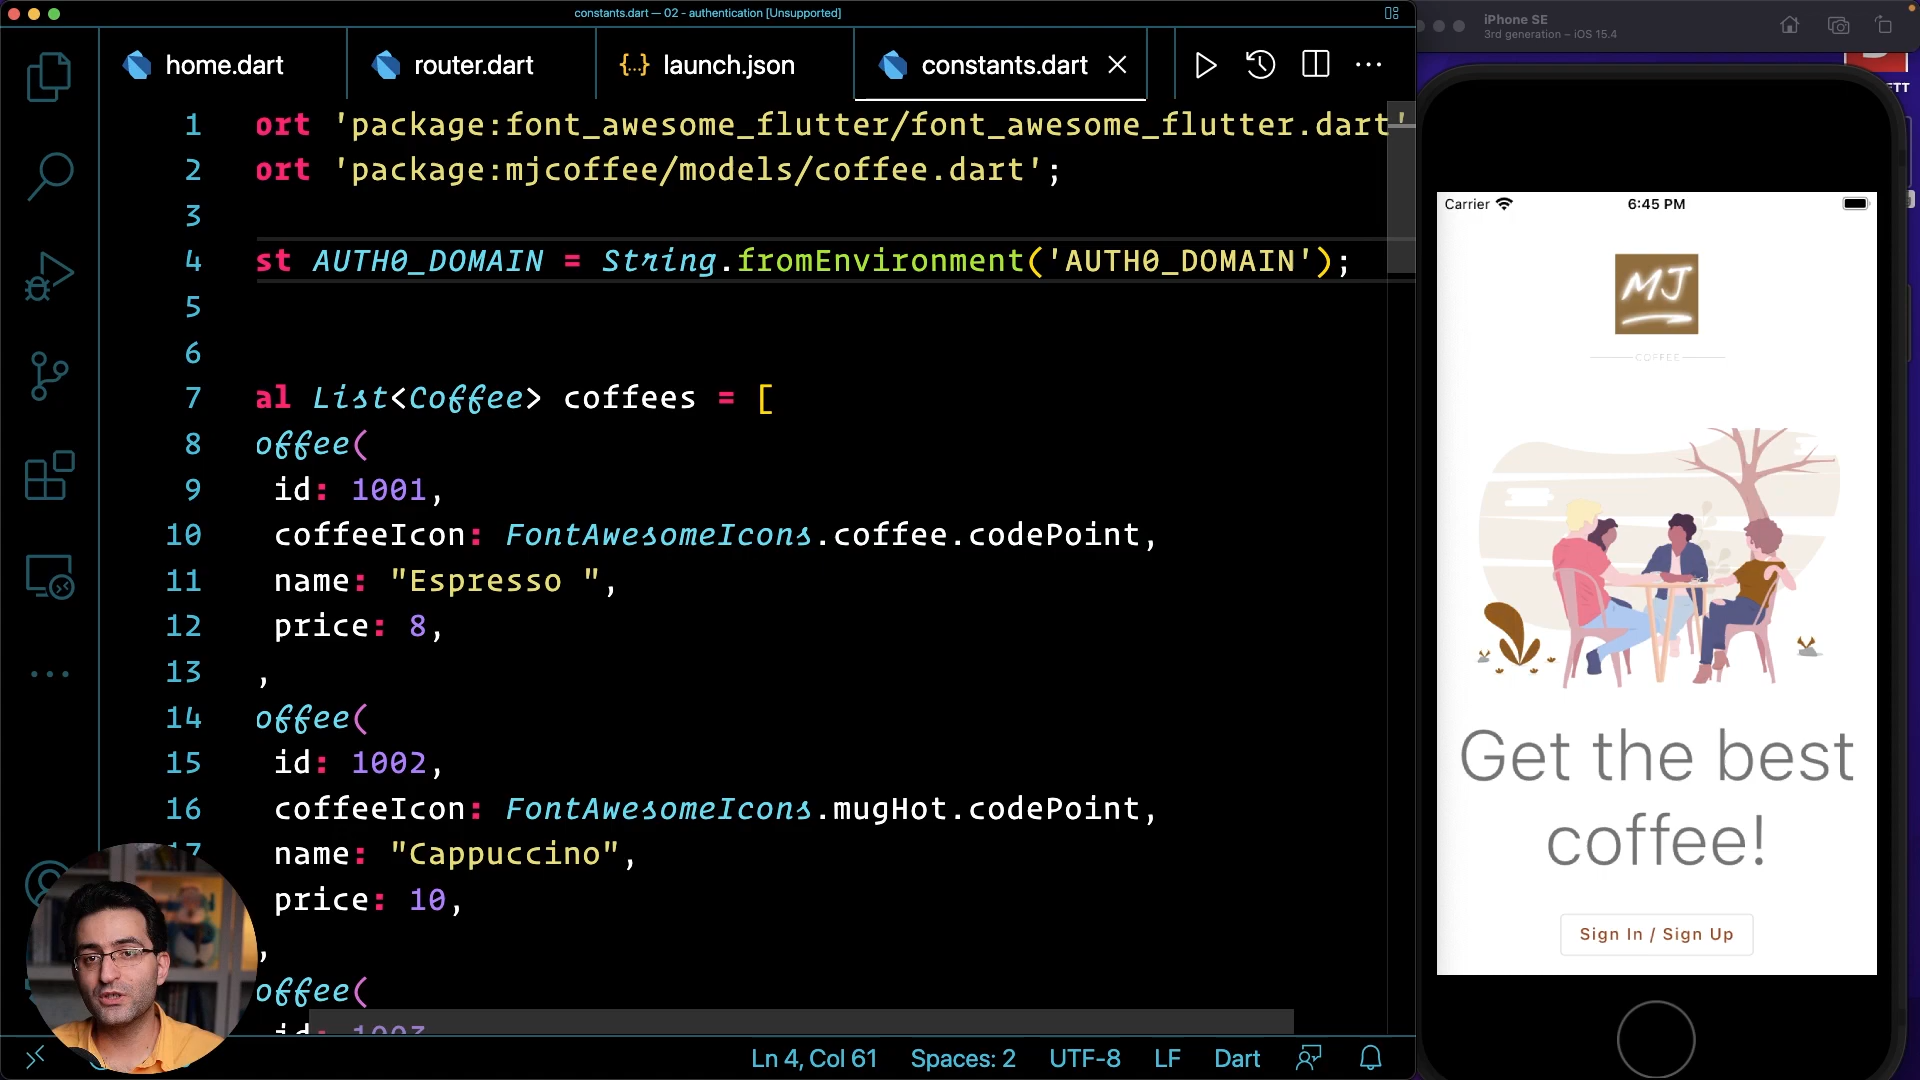 constants.dart — 02 - authentication [Unsupported]
home.dart
router.dart
{..} launch.json
constants.dart
1 ort 'package:font_awesome_flutter/font_awesome_flutter.dart'
2 ort 'package:mjcoffee/models/coffee.dart';
3
4 st AUTH0_DOMAIN = String.fromEnvironment('AUTH0_DOMAIN');
5
6
7 al List<Coffee> coffees = [
8 offee(
9 id: 1001,
10 coffeeIcon: FontAwesomeIcons.coffee.codePoint,
11 name: "Espresso ",
12 price: 8,
13 ,
14 offee(
15 id: 1002,
16 coffeeIcon: FontAwesomeIcons.mugHot.codePoint,
17 name: "Cappuccino",
price: 10,
,
offee(
id: 1003
Ln 4, Col 61
Spaces: 2
UTF-8
LF
Dart
iPhone SE
3rd generation – iOS 15.4
ETT
Carrier
6:45 PM
MJ
COFFEE
Get the best
coffee!
Sign In / Sign Up